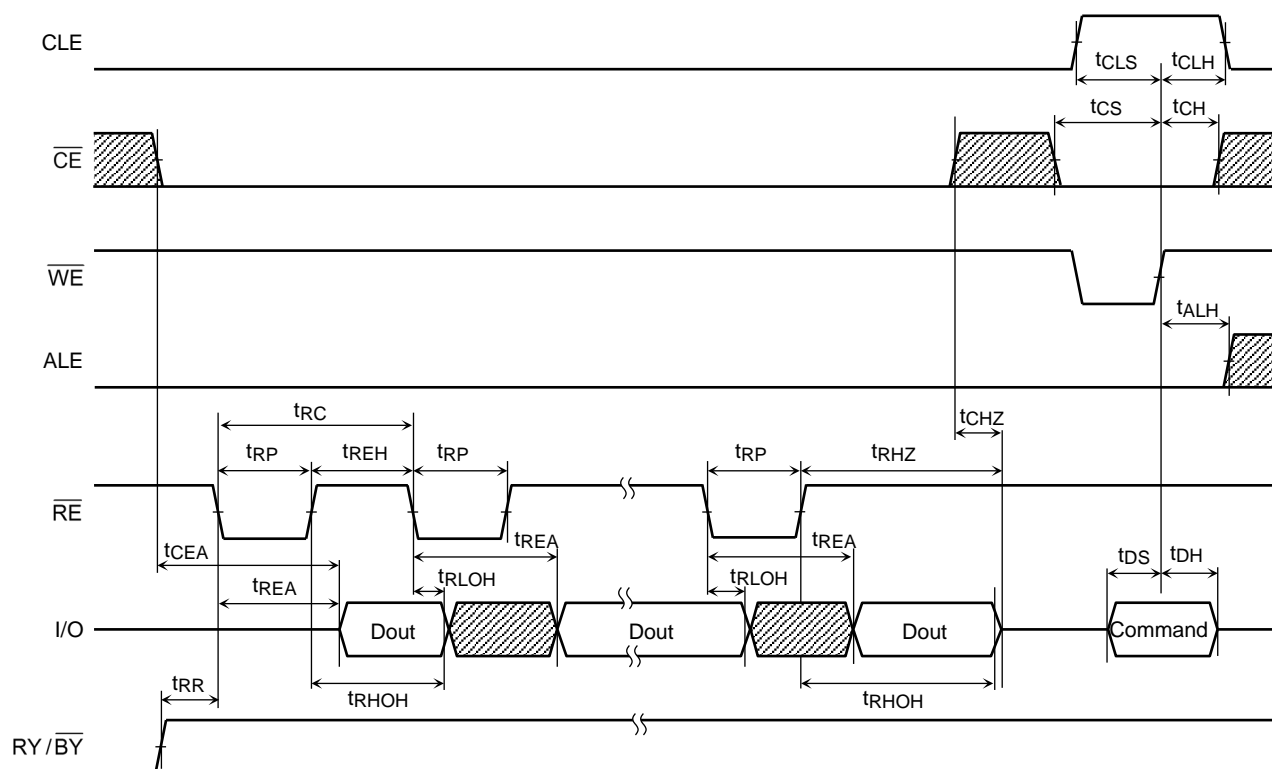 CLE
tCLS tCLH
CE tCS tCH
WE
tALH
ALE
tRC tCHZ
tRP tREH tRP tRP tRHZ
RE
tCEA tREA tREA tDS tDH
tREA tRLOH tRLOH
I/O Dout Dout Dout Command
tRR tRHOH tRHOH
RY/BY